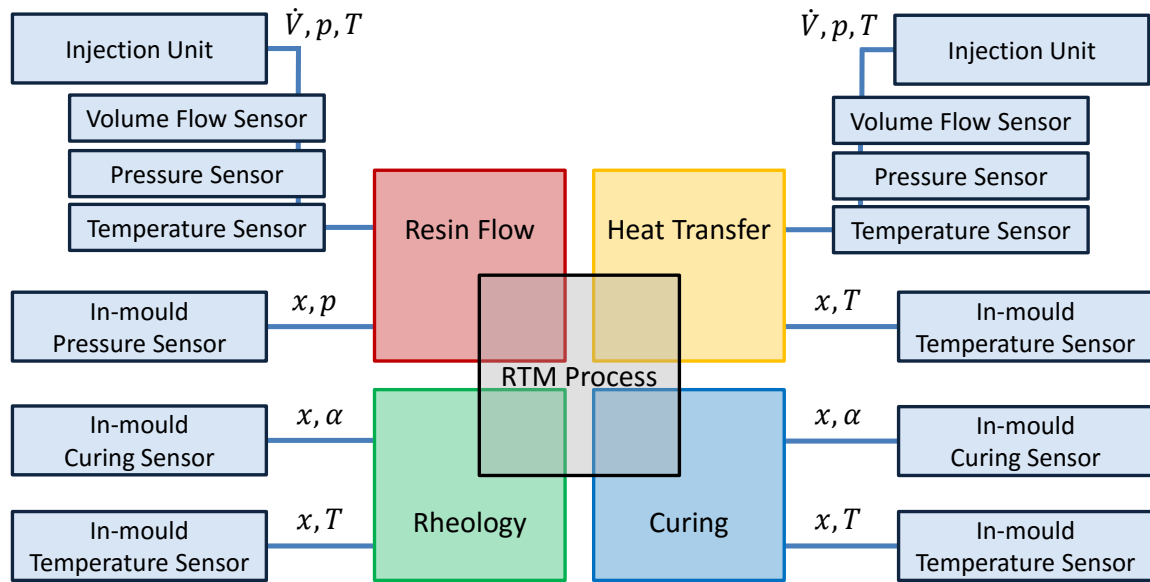 V̇, p, T
Injection Unit
Volume Flow Sensor
Pressure Sensor
Temperature Sensor
V̇, p, T
Injection Unit
Volume Flow Sensor
Pressure Sensor
Temperature Sensor
Resin Flow
Heat Transfer
In-mould
Pressure Sensor
x, p
x, T
In-mould
Temperature Sensor
RTM Process
In-mould
Curing Sensor
x, α
x, α
In-mould
Curing Sensor
Rheology
Curing
In-mould
Temperature Sensor
x, T
x, T
In-mould
Temperature Sensor